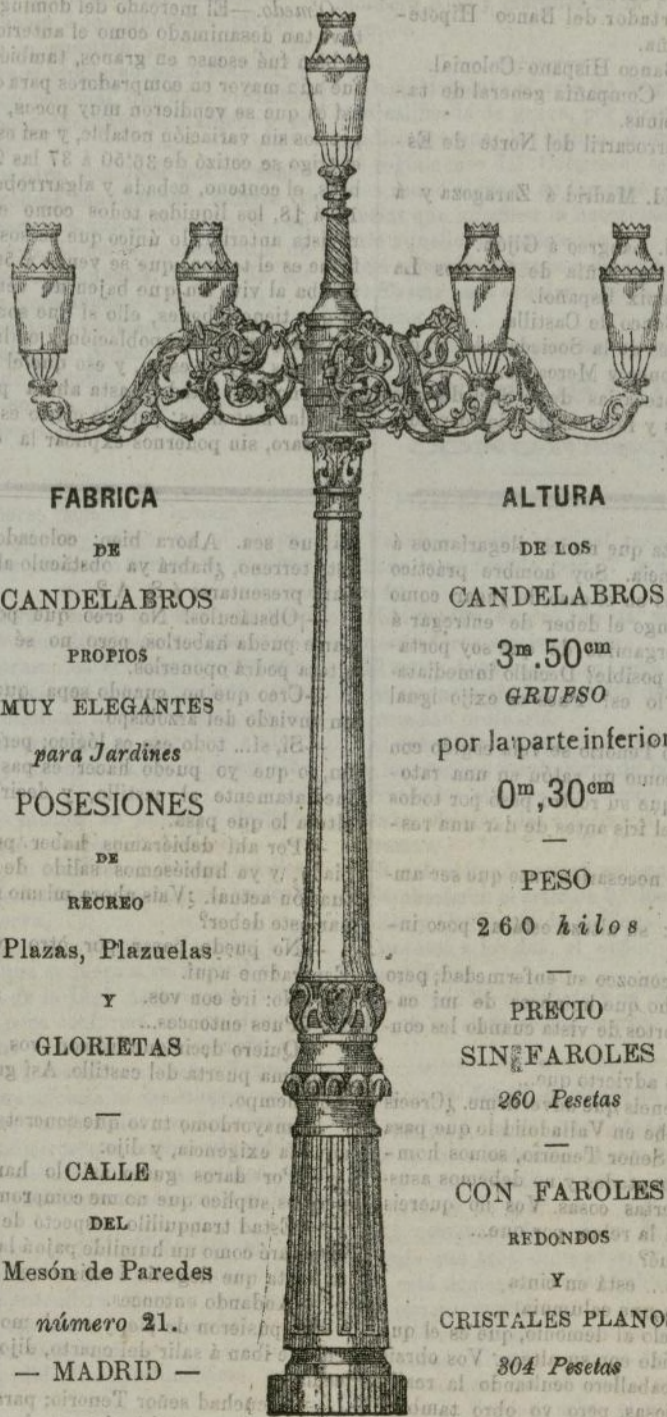 FABRICA
DE
CANDELABROS
PROPIOS
MUY ELEGANTES
para Jardines
POSESIONES
DE
RECREO
Plazas, Plazuelas
Y
GLORIETAS
—
CALLE
DEL
Mesón de Paredes
número 21.
— MADRID —
ALTURA
DE LOS
CANDELABROS
3m.50cm
GRUESO
por la parte inferior
0m,30cm
—
PESO
260 kilos
—
PRECIO
SIN FAROLES
260 Pesetas
—
CON FAROLES
REDONDOS
Y
CRISTALES PLANOS
304 Pesetas